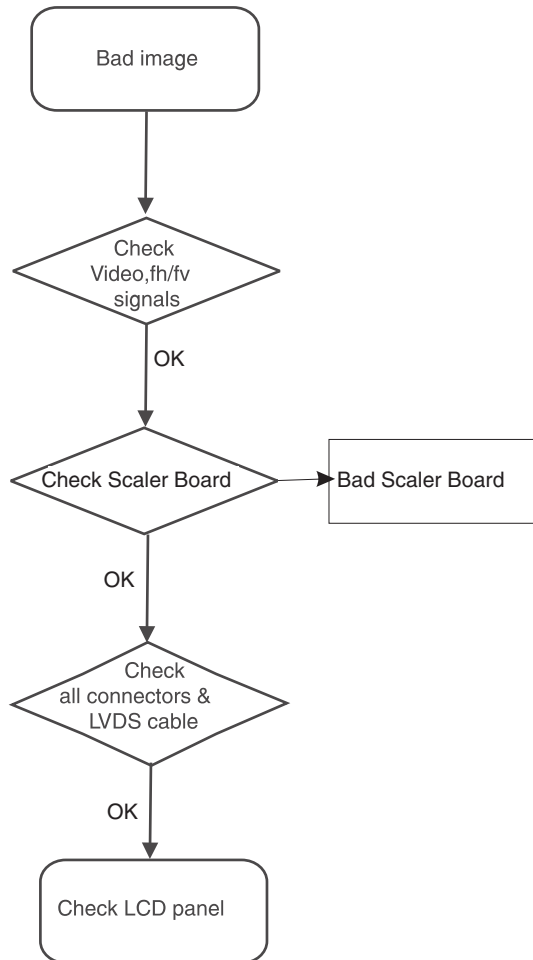 Bad image
Check
Video,fh/fv
signals
OK
Check Scaler Board
Bad Scaler Board
OK
Check
all connectors &
LVDS cable
OK
Check LCD panel